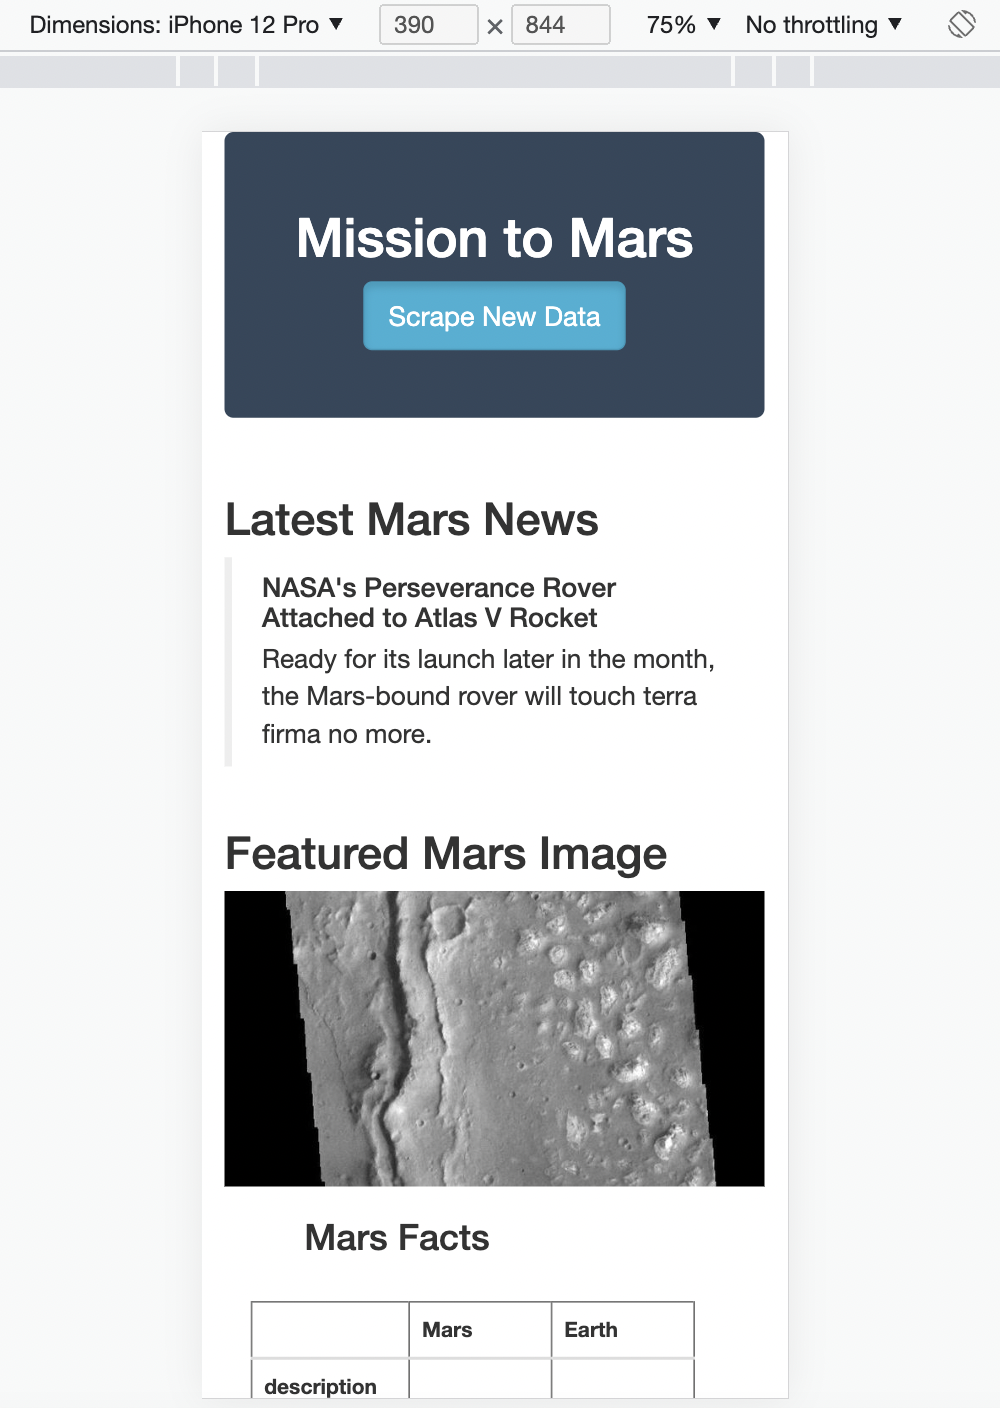 Dimensions: iPhone 12 Pro ▼ 390 × 844 75% ▼ No throttling ▼
Mission to Mars
Scrape New Data
Latest Mars News
NASA's Perseverance Rover
Attached to Atlas V Rocket
Ready for its launch later in the month,
the Mars-bound rover will touch terra
firma no more.
Featured Mars Image
Mars Facts
Mars Earth
description